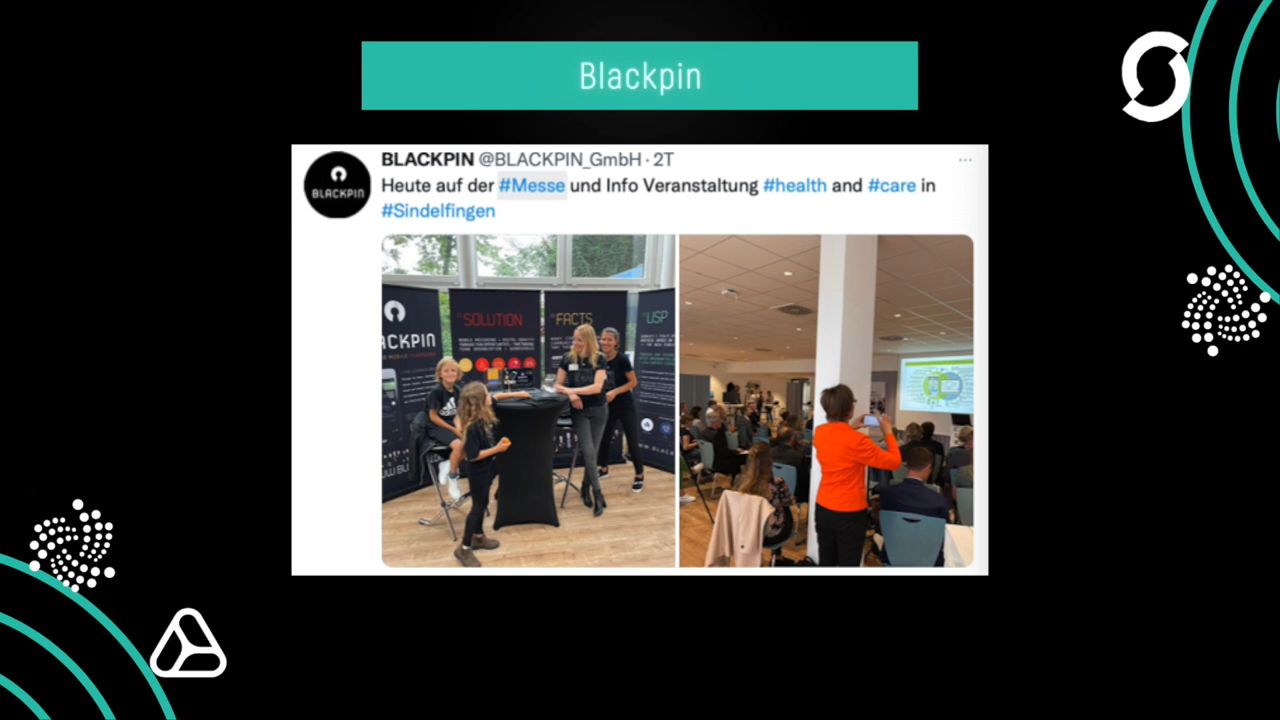 Blackpin
BLACKPIN @BLACKPIN_GmbH · 2T
Heute auf der #Messe und Info Veranstaltung #health and #care in
#Sindelfingen
BLACKPIN
ACKPIN
SOLUTION
FACTS
USP